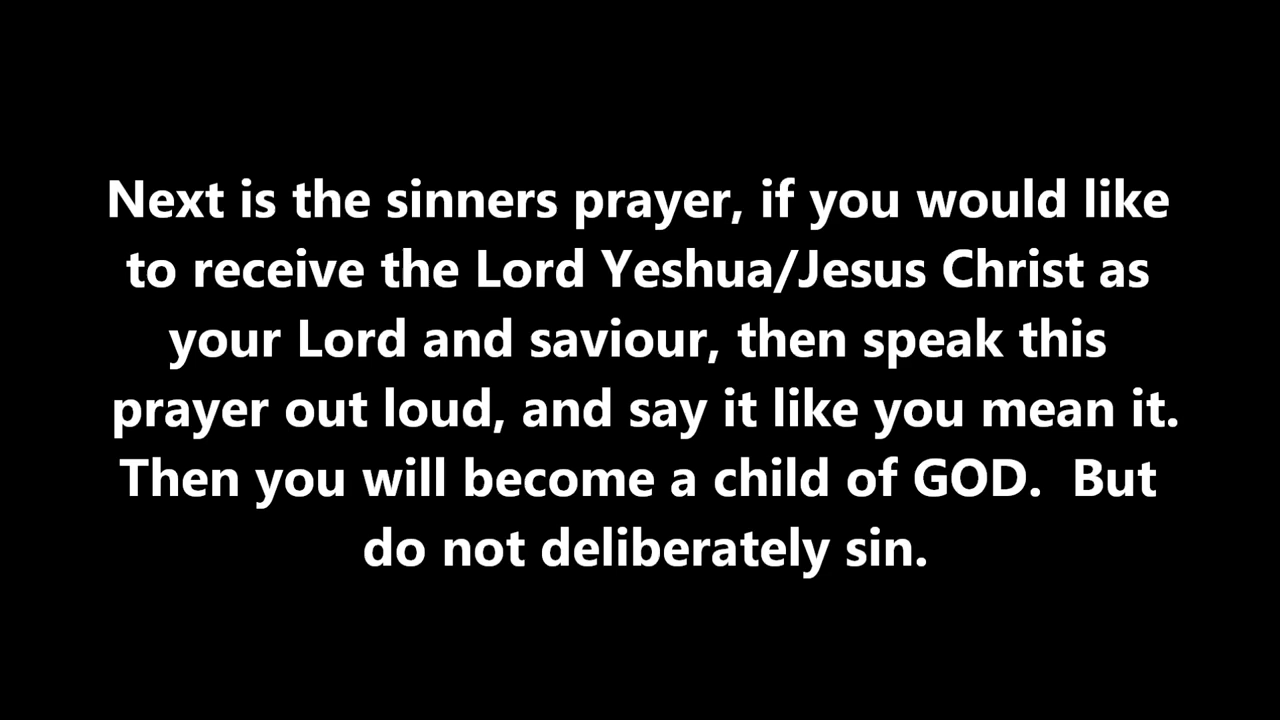 Next is the sinners prayer, if you would like
to receive the Lord Yeshua/Jesus Christ as
your Lord and saviour, then speak this
prayer out loud, and say it like you mean it.
Then you will become a child of GOD.  But
do not deliberately sin.